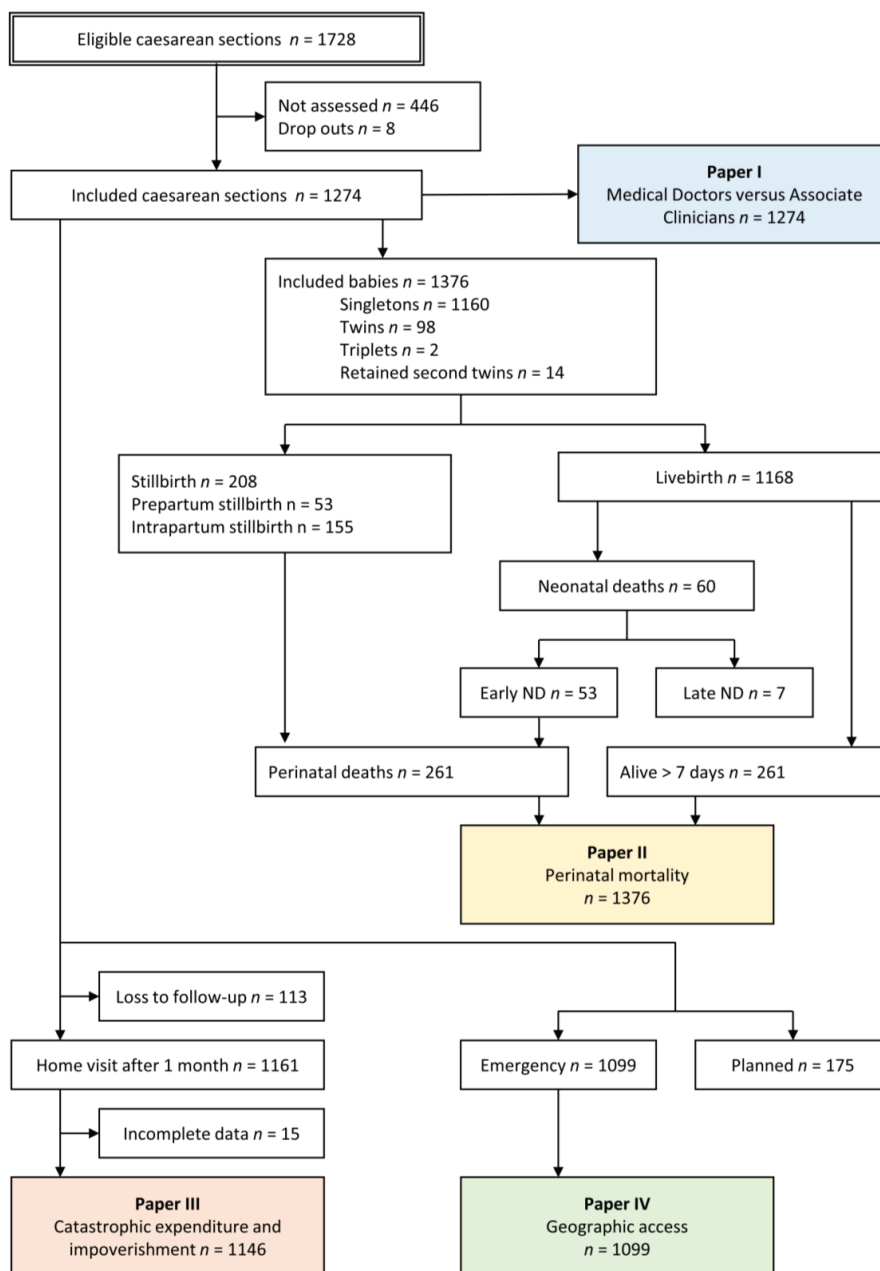 Eligible caesarean sections n = 1728
Not assessed n = 446
Drop outs n = 8
Included caesarean sections n = 1274
Paper I
Medical Doctors versus Associate
Clinicians n = 1274
Included babies n = 1376
Singletons n = 1160
Twins n = 98
Triplets n = 2
Retained second twins n = 14
Stillbirth n = 208
Prepartum stillbirth n = 53
Intrapartum stillbirth n = 155
Livebirth n = 1168
Neonatal deaths n = 60
Early ND n = 53
Late ND n = 7
Perinatal deaths n = 261
Alive > 7 days n = 261
Paper II
Perinatal mortality
n = 1376
Loss to follow-up n = 113
Home visit after 1 month n = 1161
Emergency n = 1099
Planned n = 175
Incomplete data n = 15
Paper III
Catastrophic expenditure and
impoverishment n = 1146
Paper IV
Geographic access
n = 1099